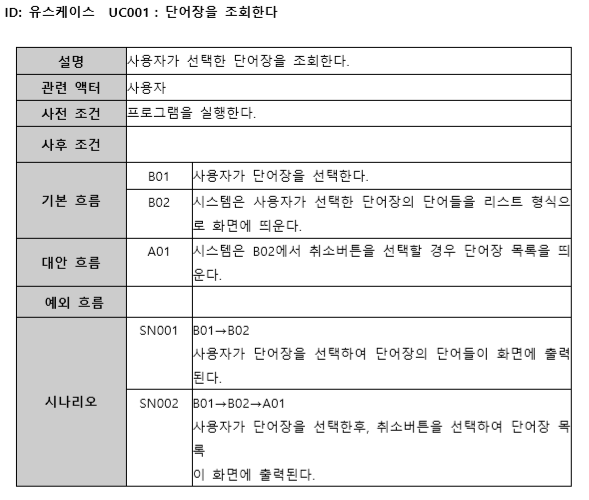 ID: 유스케이스 UC001 : 단어장을 조회한다
설명 사용자가 선택한 단어장을 조회한다.
관련 액터 사용자
사전 조건 프로그램을 실행한다.
사후 조건
기본 흐름 B01 사용자가 단어장을 선택한다.
B02 시스템은 사용자가 선택한 단어장의 단어들을 리스트 형식으
로 화면에 띄운다.
대안 흐름 A01 시스템은 B02에서 취소버튼을 선택할 경우 단어장 목록을 띄
운다.
예외 흐름
시나리오 SN001 B01→B02
사용자가 단어장을 선택하여 단어장의 단어들이 화면에 출력
된다.
SN002 B01→B02→A01
사용자가 단어장을 선택한후, 취소버튼을 선택하여 단어장 목
록
이 화면에 출력된다.